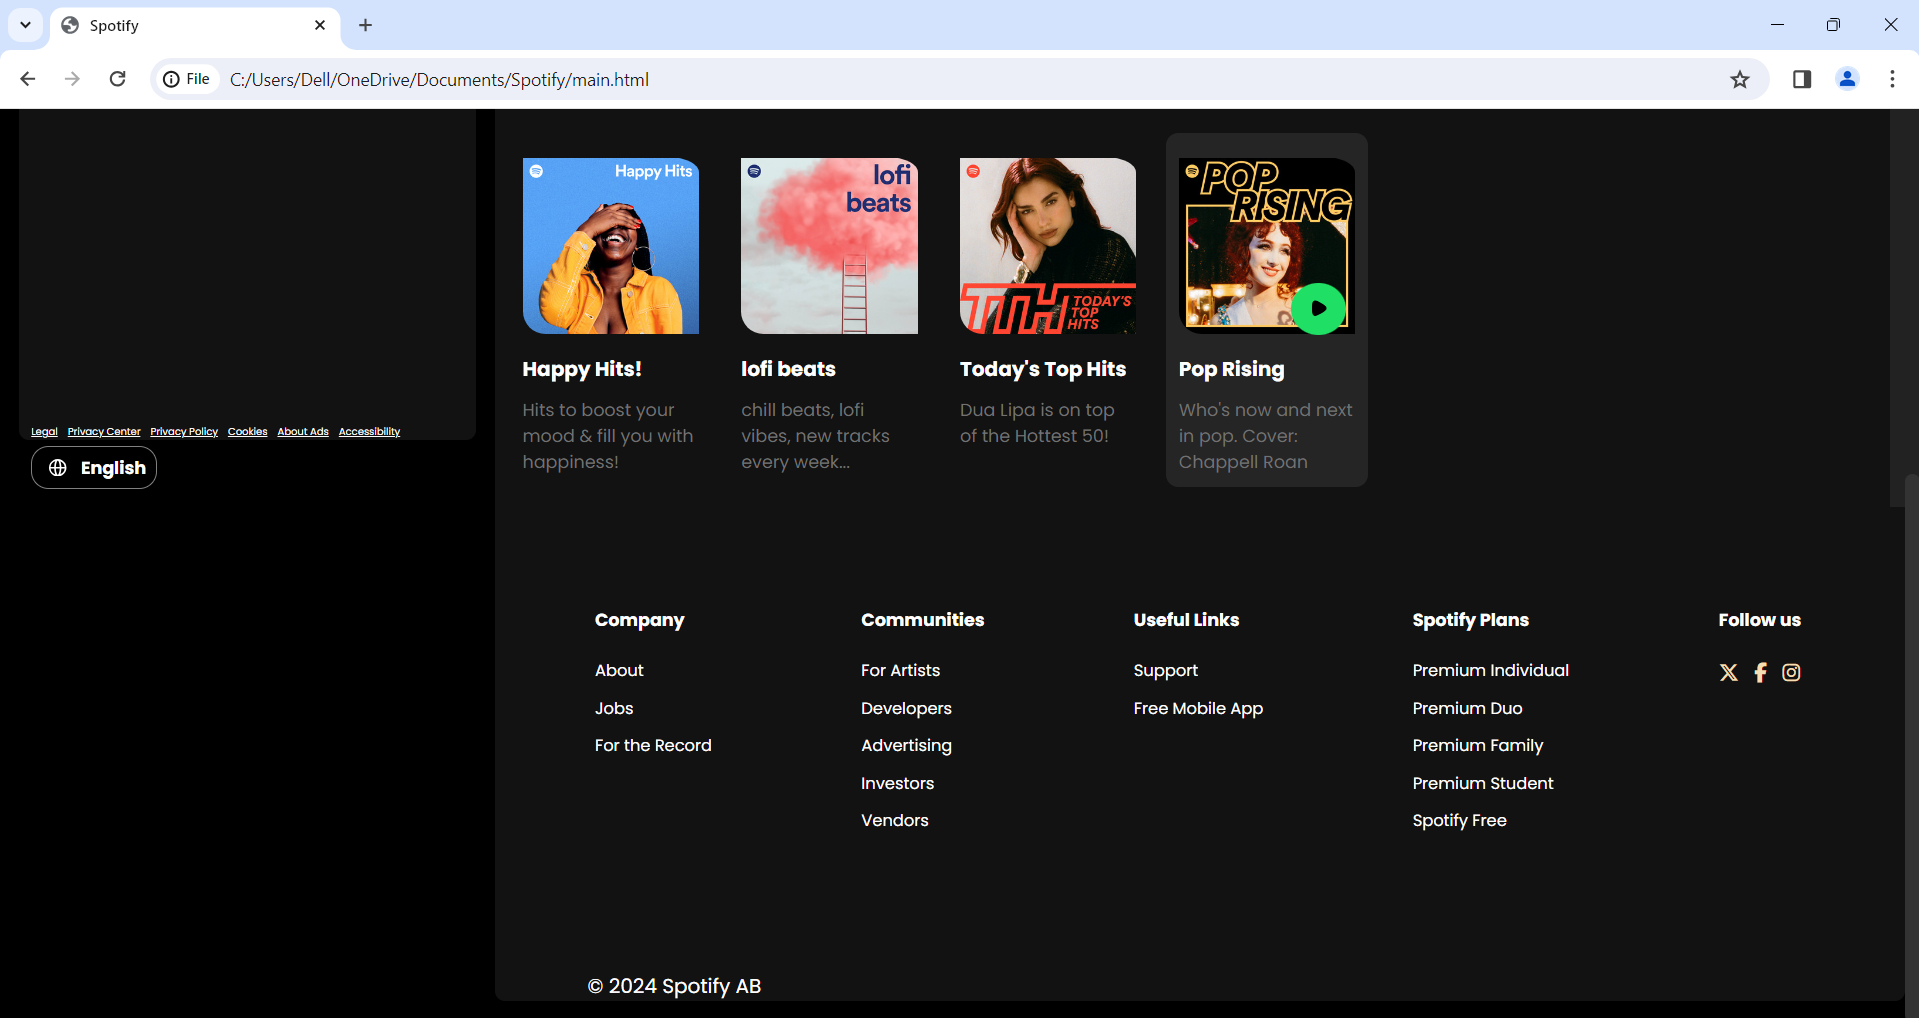 Spotify
File
C:/Users/Dell/OneDrive/Documents/Spotify/main.html
Legal Privacy Center Privacy Policy Cookies About Ads Accessibility
English
Happy Hits
lofi
beats
TTH TODAY'S
TOP
HITS
POP
RISING
Happy Hits!
Hits to boost your
mood & fill you with
happiness!
lofi beats
chill beats, lofi
vibes, new tracks
every week...
Today's Top Hits
Dua Lipa is on top
of the Hottest 50!
Pop Rising
Who's now and next
in pop. Cover:
Chappell Roan
Company
About
Jobs
For the Record
Communities
For Artists
Developers
Advertising
Investors
Vendors
Useful Links
Support
Free Mobile App
Spotify Plans
Premium Individual
Premium Duo
Premium Family
Premium Student
Spotify Free
Follow us
© 2024 Spotify AB